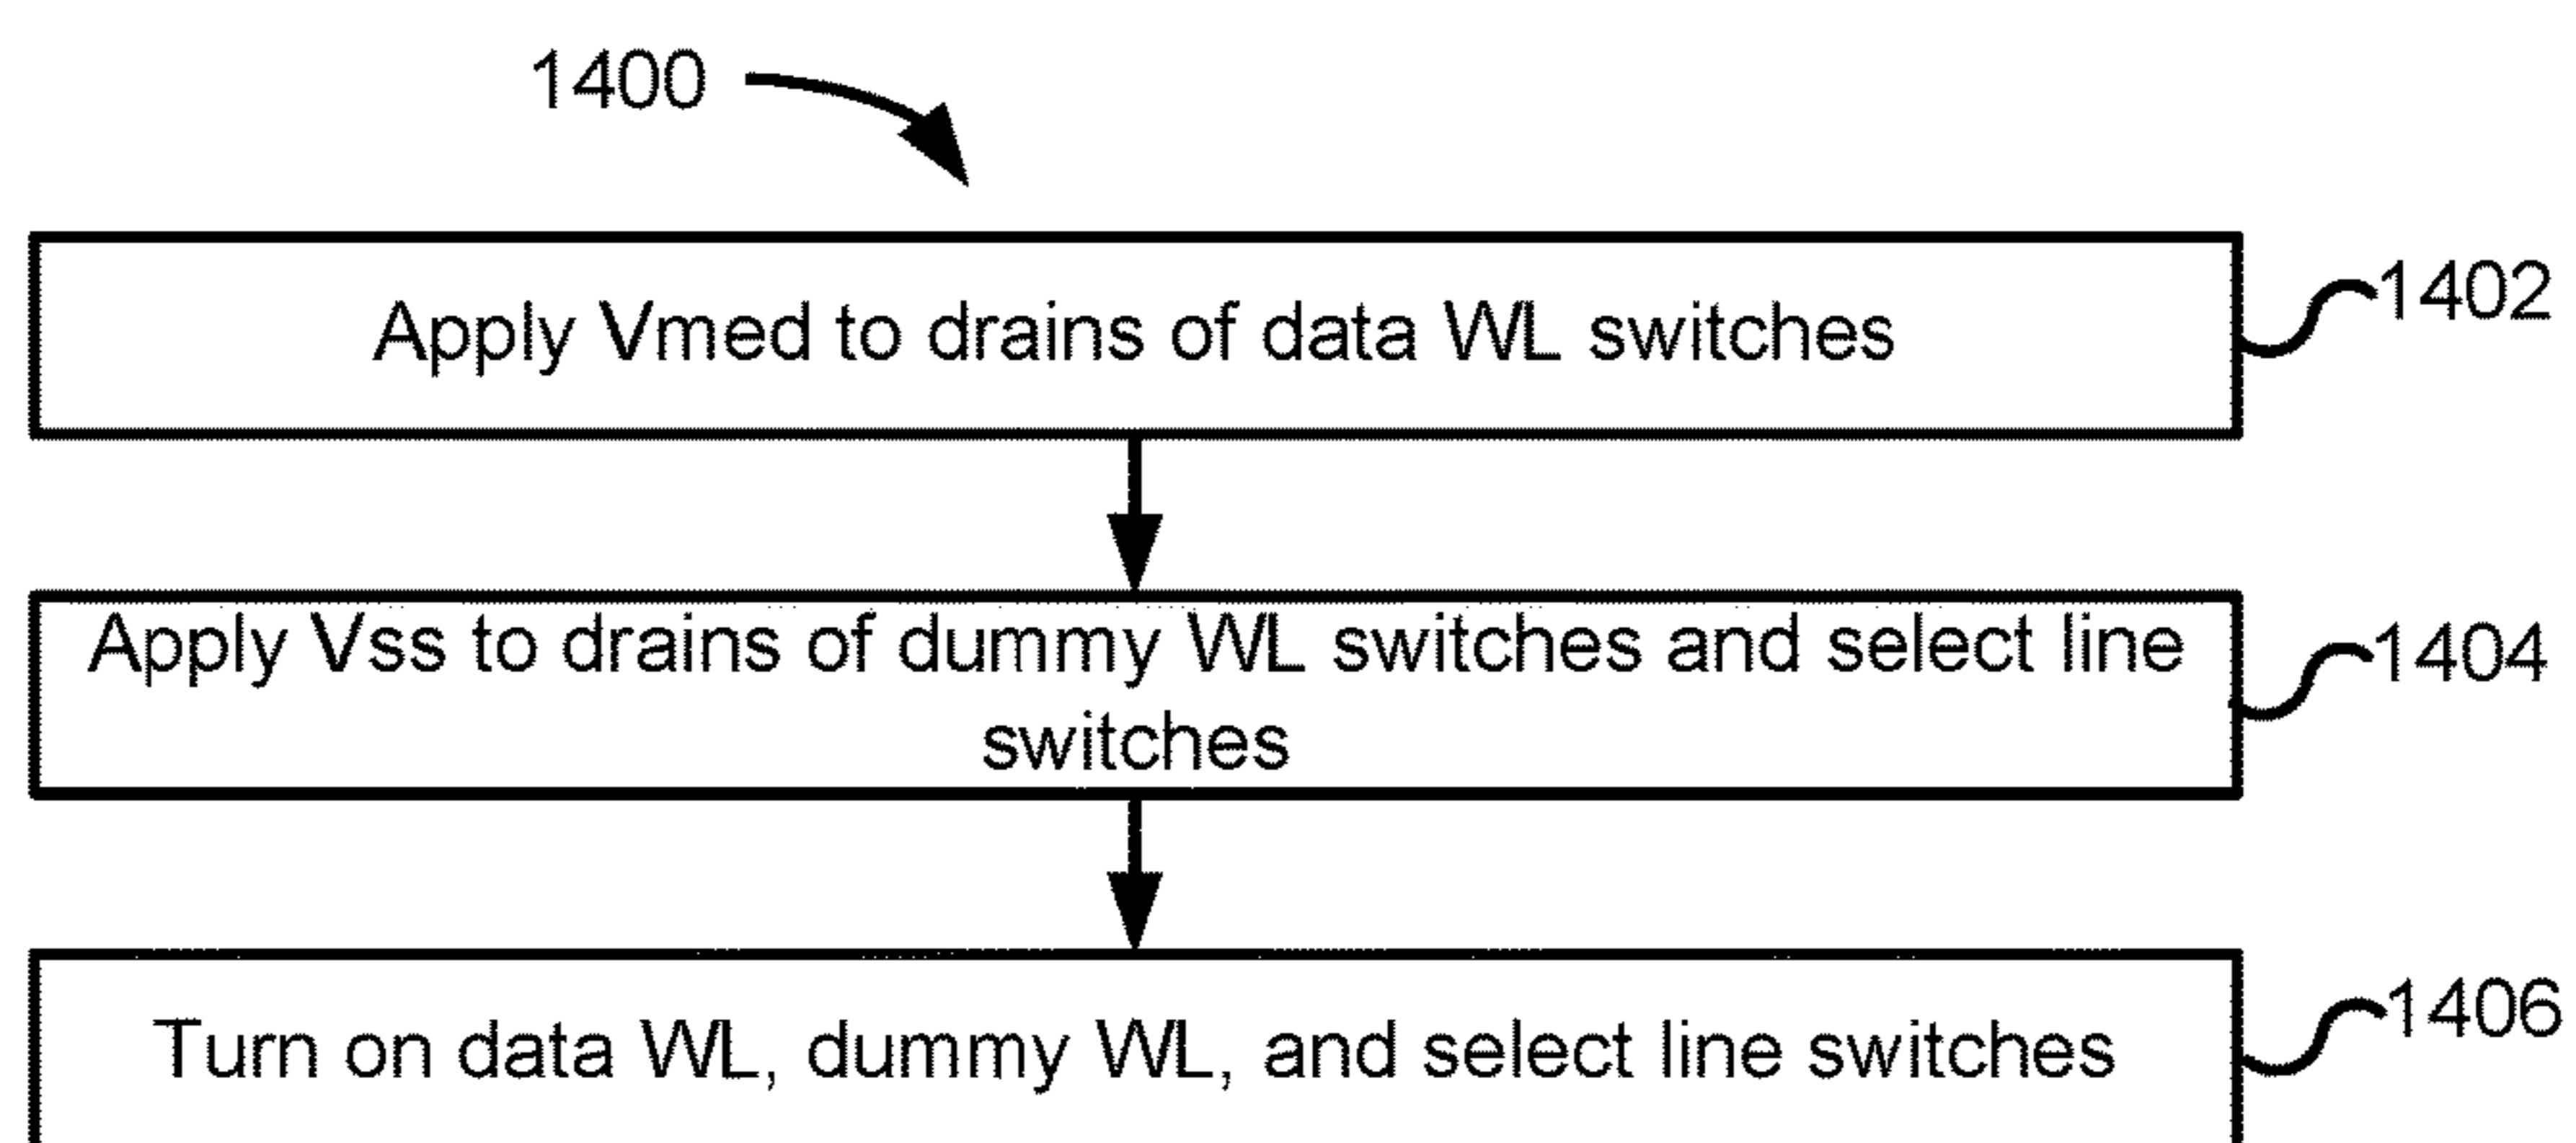 1400
Apply Vmed to drains of data WL switches
1402
Apply Vss to drains of dummy WL switches and select line
switches
1404
Turn on data WL, dummy WL, and select line switches
1406